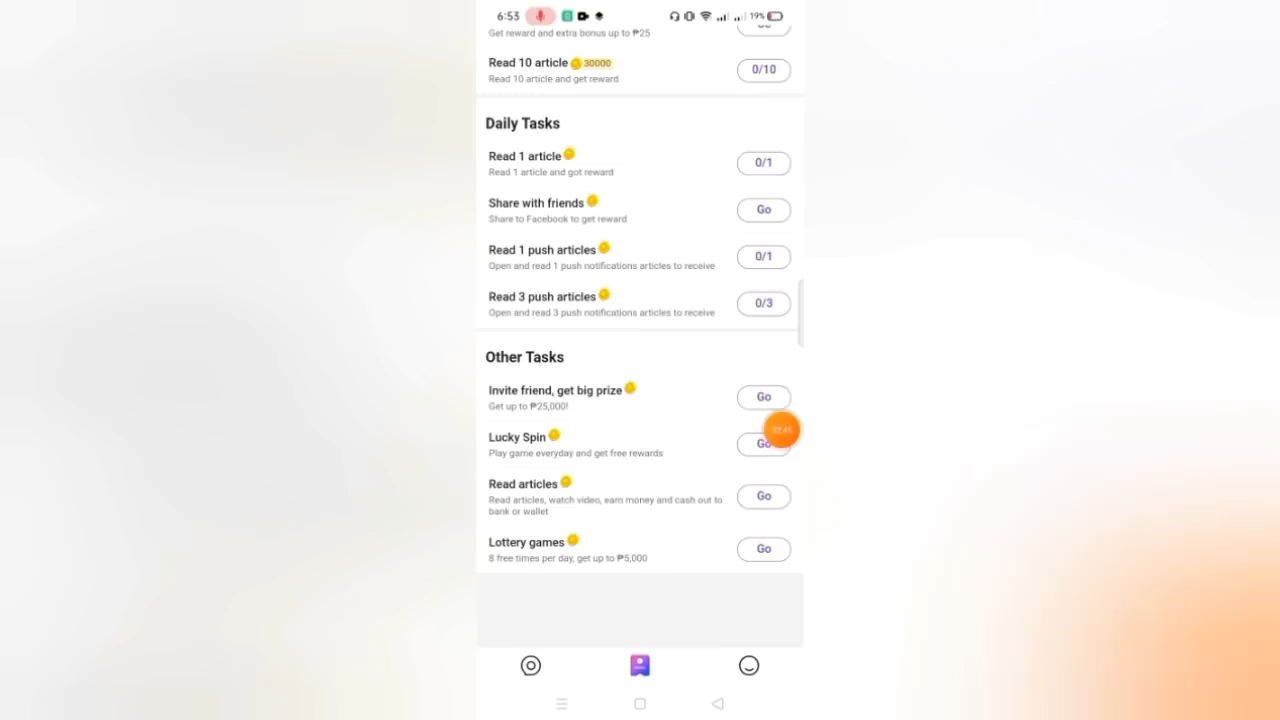 6:53
19%
Get reward and extra bonus up to ₱25
Read 10 article 30000
0/10
Read 10 article and get reward
Daily Tasks
Read 1 article
0/1
Read 1 article and got reward
Share with friends
Go
Share to Facebook to get reward
Read 1 push articles
0/1
Open and read 1 push notifications articles to receive
Read 3 push articles
0/3
Open and read 3 push notifications articles to receive
Other Tasks
Invite friend, get big prize
Go
Get up to ₱25,000!
02:45
Lucky Spin
Go
Play game everyday and get free rewards
Read articles
Go
Read articles, watch video, earn money and cash out to
bank or wallet
Lottery games
Go
8 free times per day, get up to ₱5,000